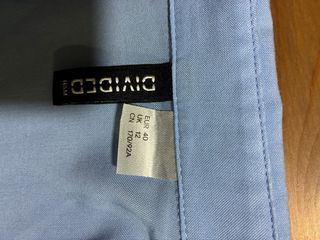 DIVIDED
H&M
EUR 40
UK 12
CN 170/92A